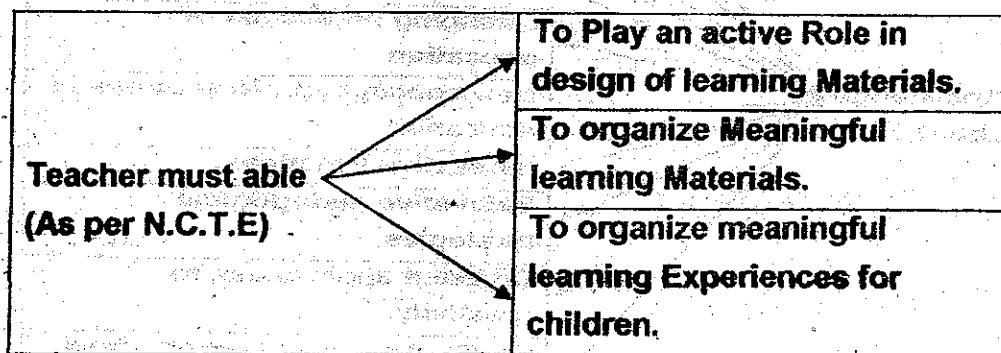 Teacher must able
(As per N.C.T.E)
To Play an active Role in
design of learning Materials.
To organize Meaningful
learning Materials.
To organize meaningful
learning Experiences for
children.